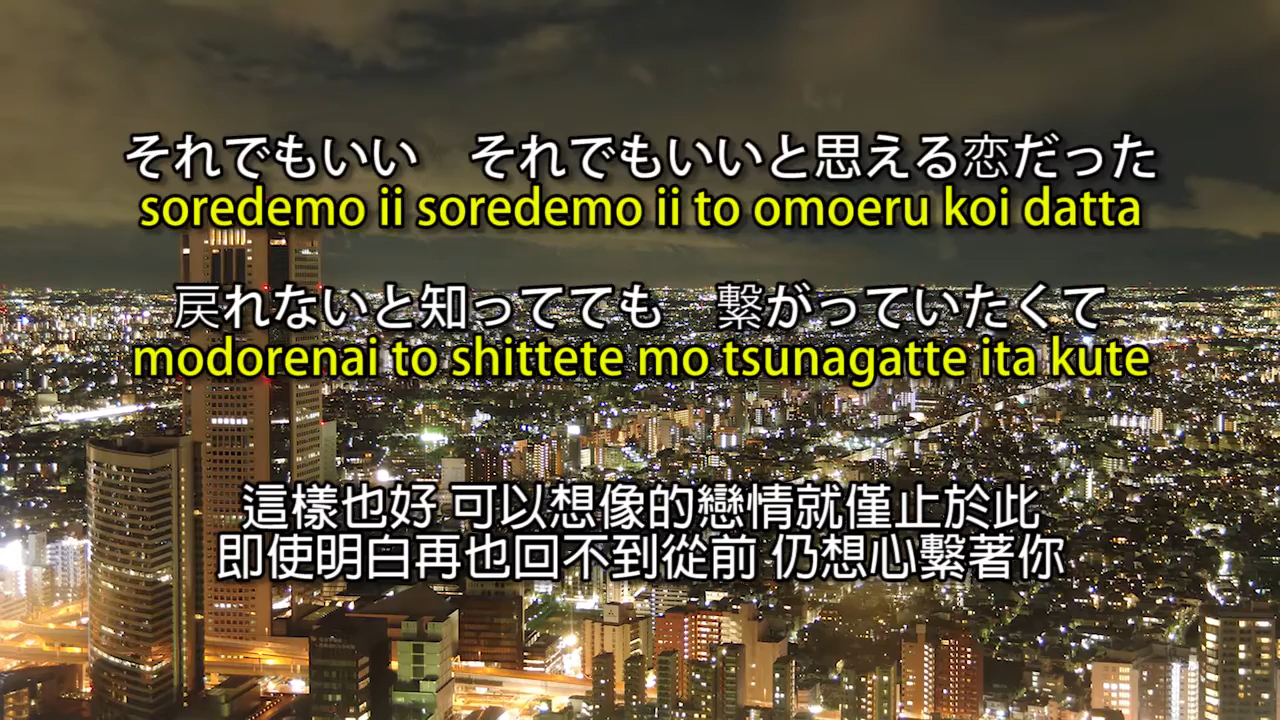 それでもいい　それでもいいと思える恋だった
soredemo ii soredemo ii to omoeru koi datta
戻れないと知ってても　繋がっていたくて
modorenai to shittete mo tsunagatte ita kute
這樣也好 可以想像的戀情就僅止於此
即使明白再也回不到從前 仍想心繫著你